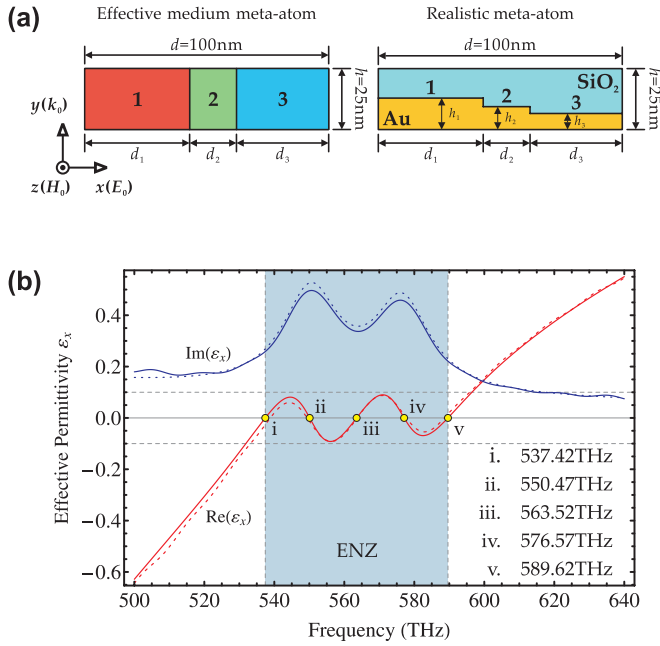 (a)
Effective medium meta-atom
Realistic meta-atom
d=100nm
d=100nm
1
2
3
h=25nm
1
2
3
SiO₂
Au
h₁
h₂
h₃
h=25nm
d₁
d₂
d₃
d₁
d₂
d₃
y(k₀)
z(H₀)
x(E₀)
(b)
Effective Permittivity εₓ
0.4
0.2
0.0
−0.2
−0.4
−0.6
Im(εₓ)
Re(εₓ)
i
ii
iii
iv
v
ENZ
i. 537.42THz
ii. 550.47THz
iii. 563.52THz
iv. 576.57THz
v. 589.62THz
500
520
540
560
580
600
620
640
Frequency (THz)